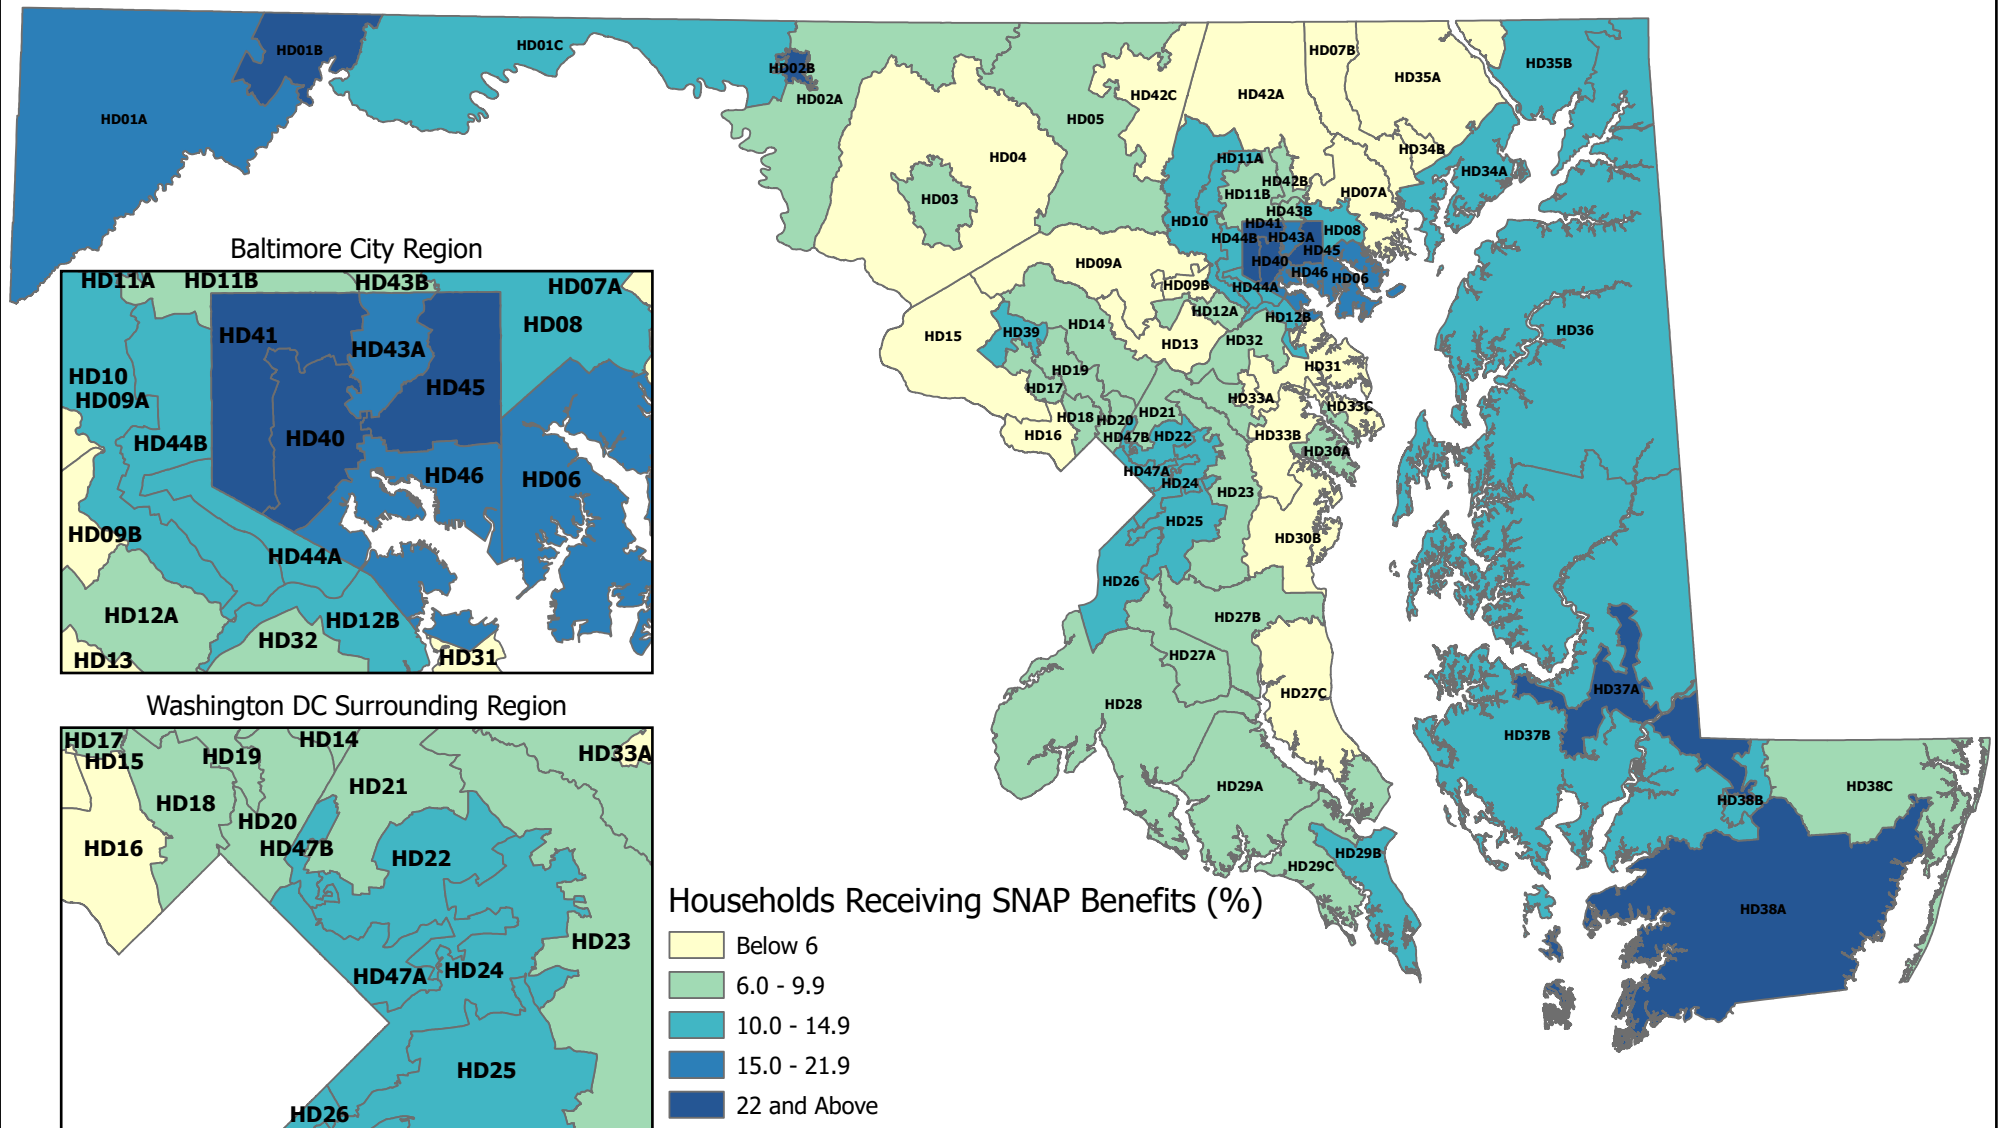 HD01A
HD01B
HD01C
HD02B
HD02A
HD03
HD04
HD05
HD42C
HD42A
HD07B
HD35A
HD35B
HD34B
HD34A
HD11A
HD42B
HD11B
HD07A
HD10
HD43B
HD41
HD44B
HD43A
HD08
HD45
HD40
HD46
HD06
HD44A
HD09A
HD09B
HD12A
HD12B
HD36
HD15
HD39
HD14
HD13
HD32
HD31
HD19
HD17
HD33A
HD33C
HD18
HD20
HD21
HD16
HD47B
HD22
HD33B
HD30A
HD47A
HD24
HD23
HD25
HD30B
HD26
HD27B
HD27A
HD27C
HD28
HD29A
HD29B
HD29C
HD37A
HD37B
HD38B
HD38C
HD38A
Baltimore City Region
HD11A
HD11B
HD43B
HD07A
HD41
HD08
HD43A
HD10
HD09A
HD45
HD44B
HD40
HD46
HD06
HD09B
HD44A
HD12A
HD12B
HD32
HD13
HD31
Washington DC Surrounding Region
HD17
HD15
HD19
HD14
HD33A
HD18
HD21
HD20
HD16
HD47B
HD22
HD23
HD47A
HD24
HD25
HD26
Households Receiving SNAP Benefits (%)
Below 6
6.0 - 9.9
10.0 - 14.9
15.0 - 21.9
22 and Above